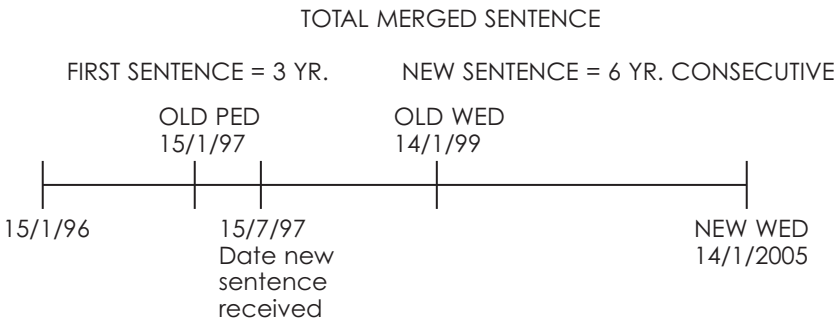 TOTAL MERGED SENTENCE
FIRST SENTENCE = 3 YR.
NEW SENTENCE = 6 YR. CONSECUTIVE
OLD PED
15/1/97
OLD WED
14/1/99
15/1/96
15/7/97
Date new
sentence
received
NEW WED
14/1/2005